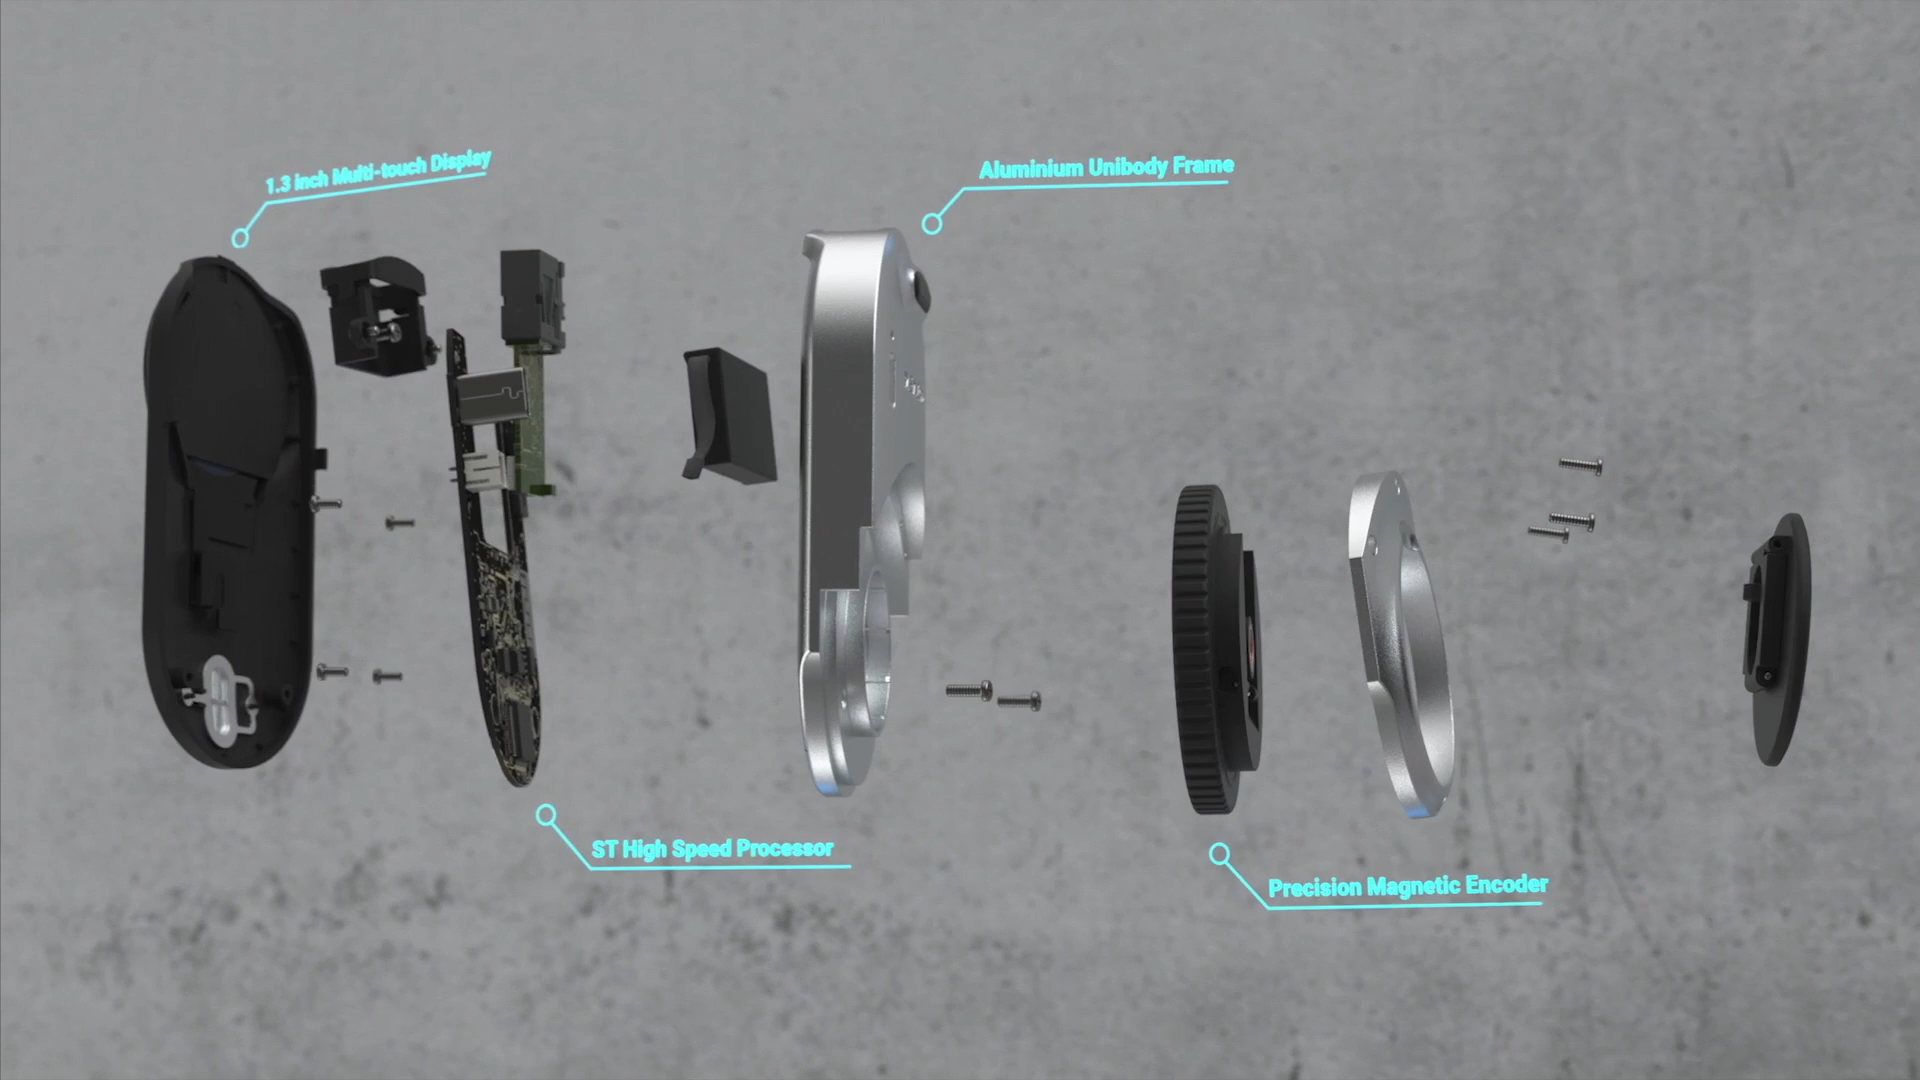 1.3 inch Multi-touch Display
Aluminium Unibody Frame
ST High Speed Processor
Precision Magnetic Encoder